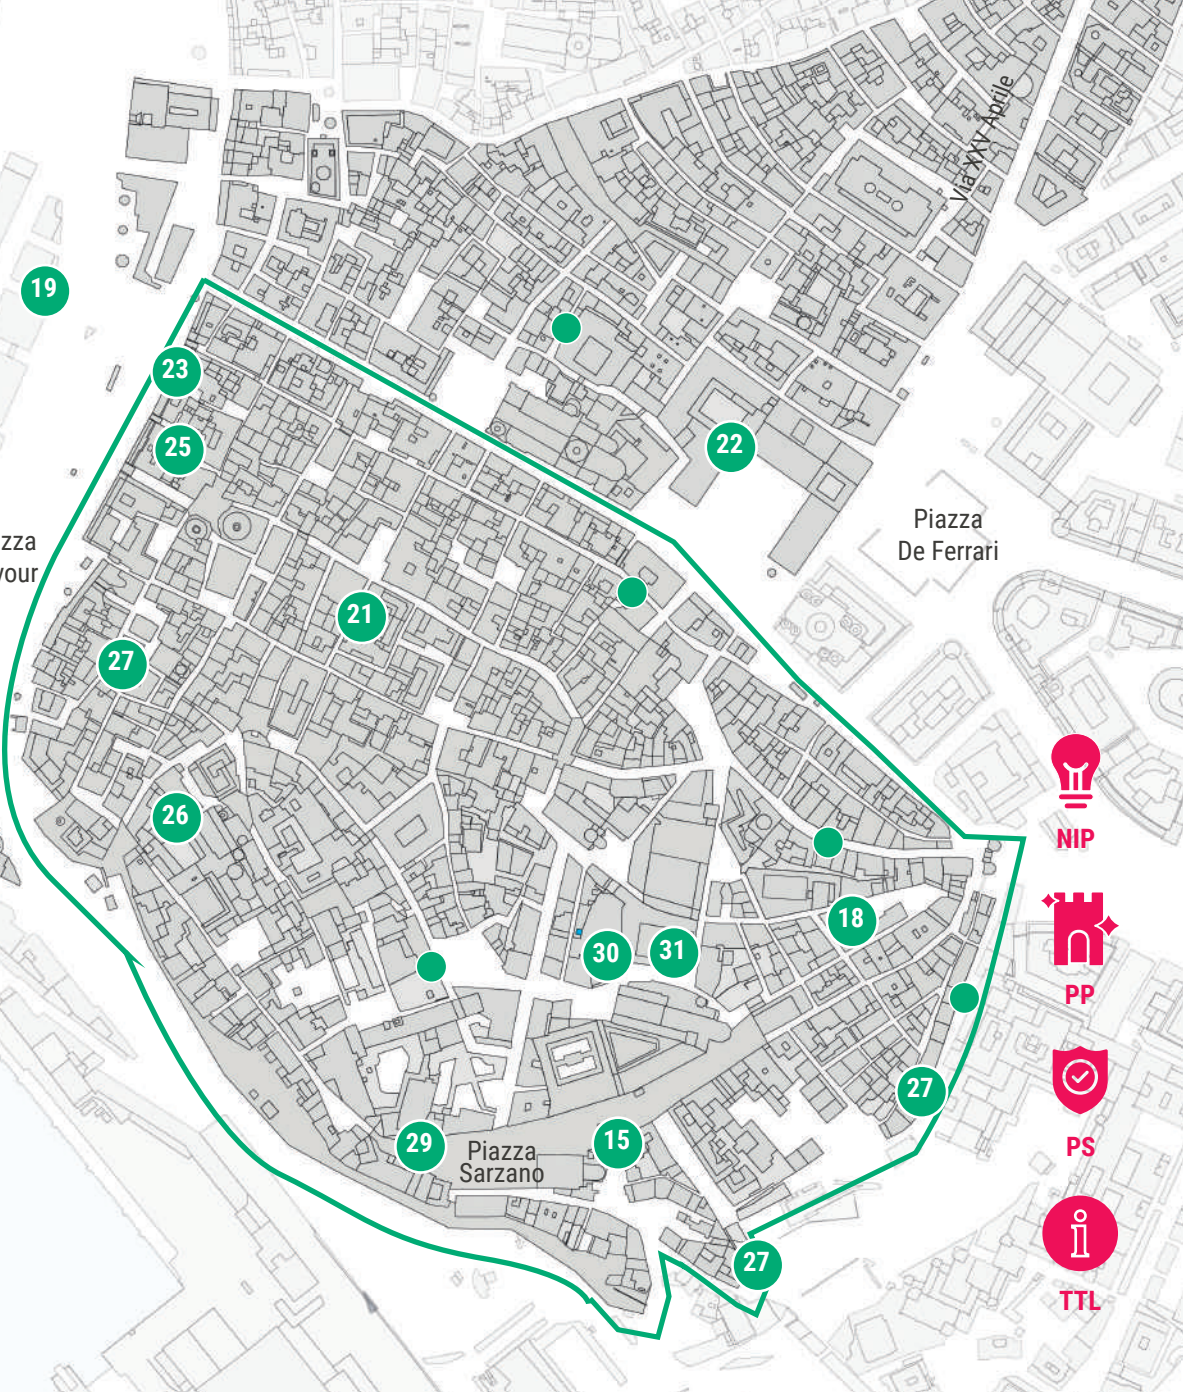 Via XXV Aprile
19
23
25
22
Piazza
De Ferrari
zza
vour
21
27
26
NIP
18
30
31
PP
27
29
15
Piazza
Sarzano
PS
27
TTL